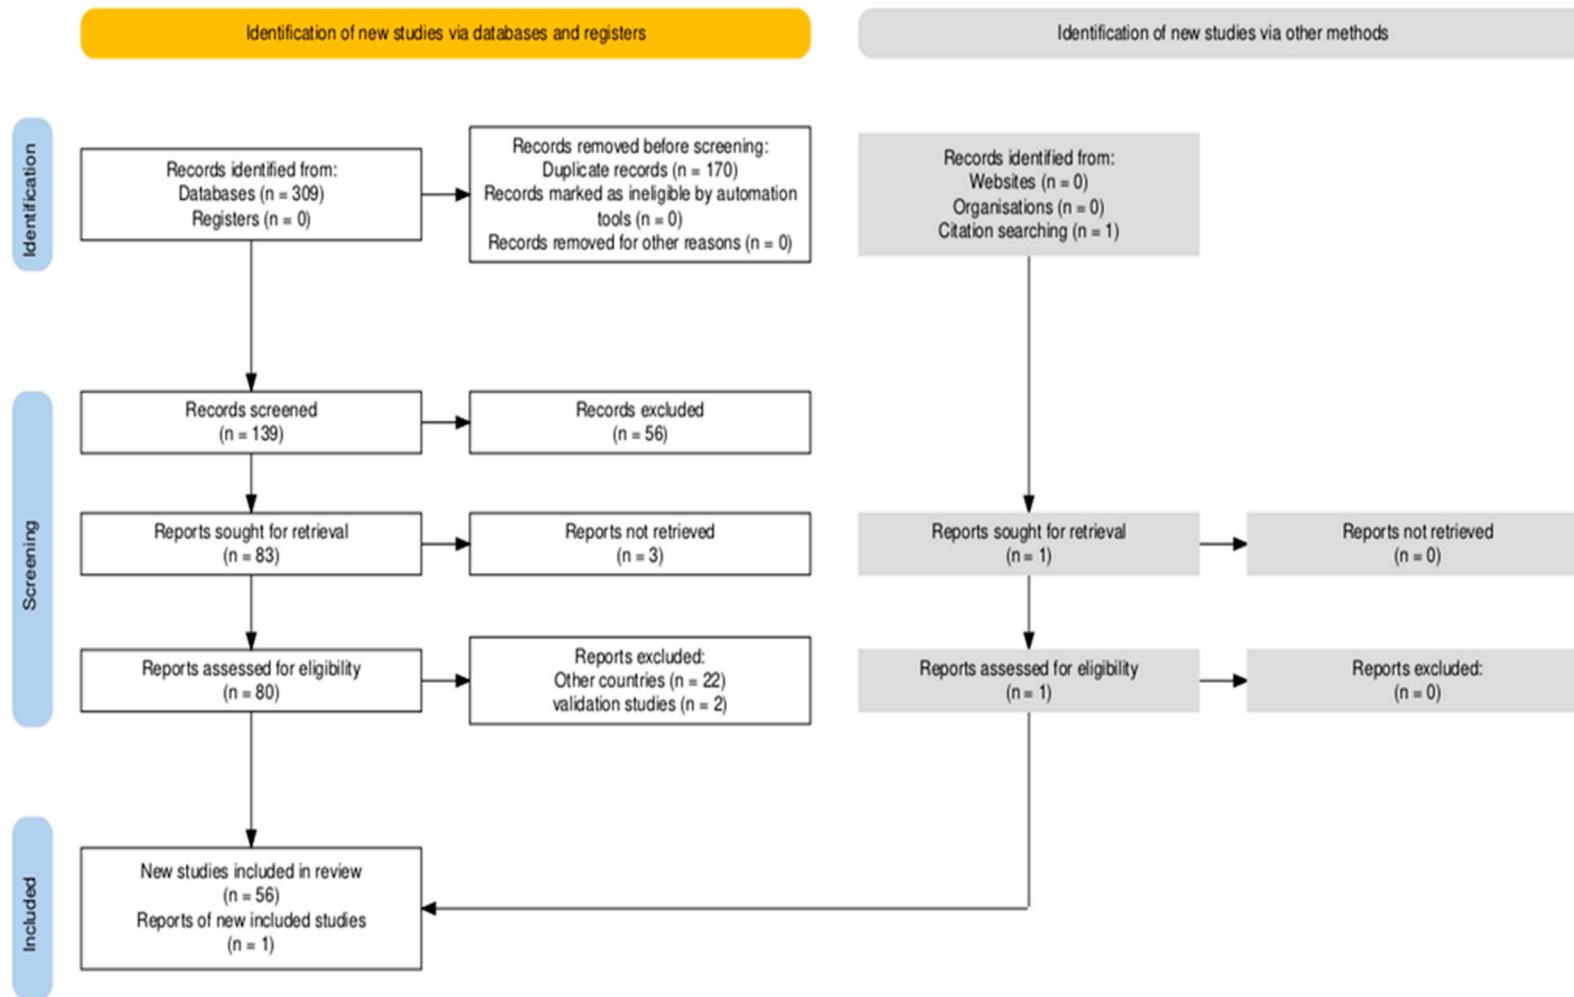 Identification of new studies via databases and registers
Identification of new studies via other methods
Identification
Records identified from:
Databases (n = 309)
Registers (n = 0)
Records removed before screening:
Duplicate records (n = 170)
Records marked as ineligible by automation
tools (n = 0)
Records removed for other reasons (n = 0)
Records identified from:
Websites (n = 0)
Organisations (n = 0)
Citation searching (n = 1)
Screening
Records screened
(n = 139)
Records excluded
(n = 56)
Reports sought for retrieval
(n = 83)
Reports not retrieved
(n = 3)
Reports sought for retrieval
(n = 1)
Reports not retrieved
(n = 0)
Reports assessed for eligibility
(n = 80)
Reports excluded:
Other countries (n = 22)
validation studies (n = 2)
Reports assessed for eligibility
(n = 1)
Reports excluded:
(n = 0)
Included
New studies included in review
(n = 56)
Reports of new included studies
(n = 1)